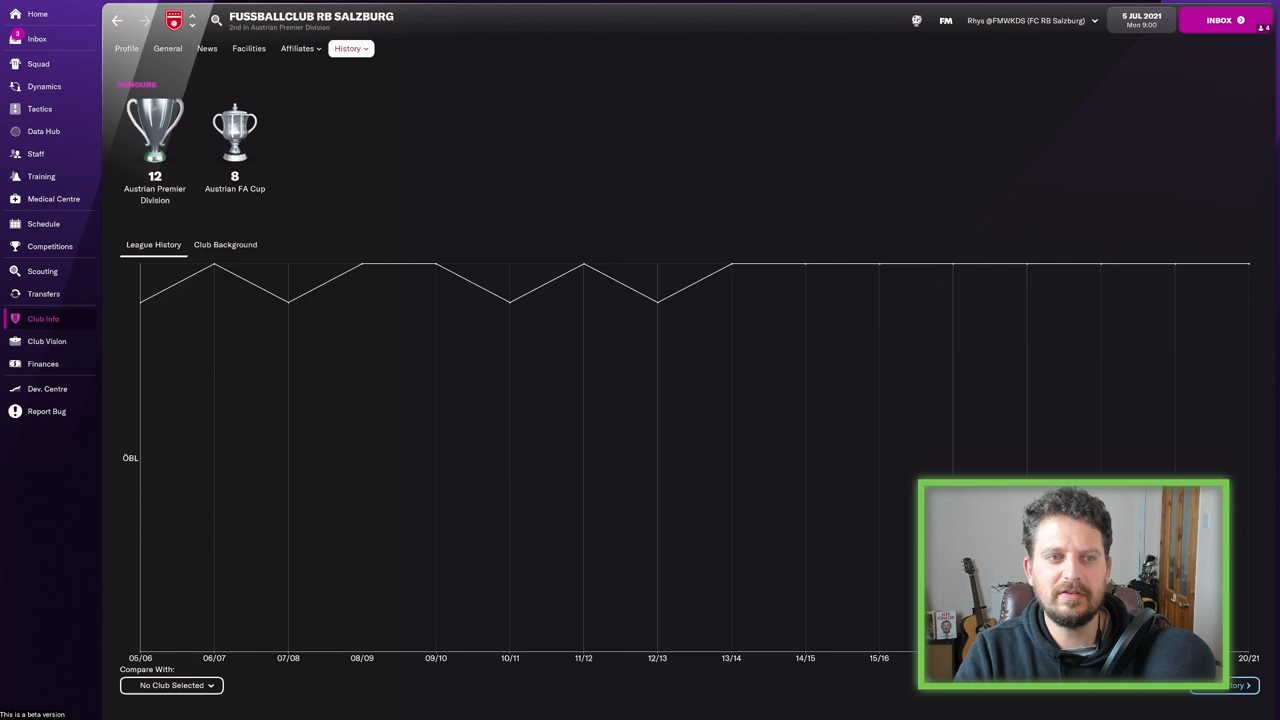 Home
3
Inbox
Squad
Dynamics
Tactics
Data Hub
Staff
Training
Medical Centre
Schedule
Competitions
Scouting
Transfers
Club Info
Club Vision
Finances
Dev. Centre
Report Bug
This is a beta version
FUSSBALLCLUB RB SALZBURG
2nd in Austrian Premier Division
FM
Rhys @FMWKDS (FC RB Salzburg)
5 JUL 2021
Mon 9:00
INBOX
4
Profile
General
News
Facilities
Affiliates
History
HONOURS
12
Austrian Premier
Division
8
Austrian FA Cup
League History
Club Background
ÖBL
05/06
06/07
07/08
08/09
09/10
10/11
11/12
12/13
13/14
14/15
15/16
20/21
Compare With:
No Club Selected